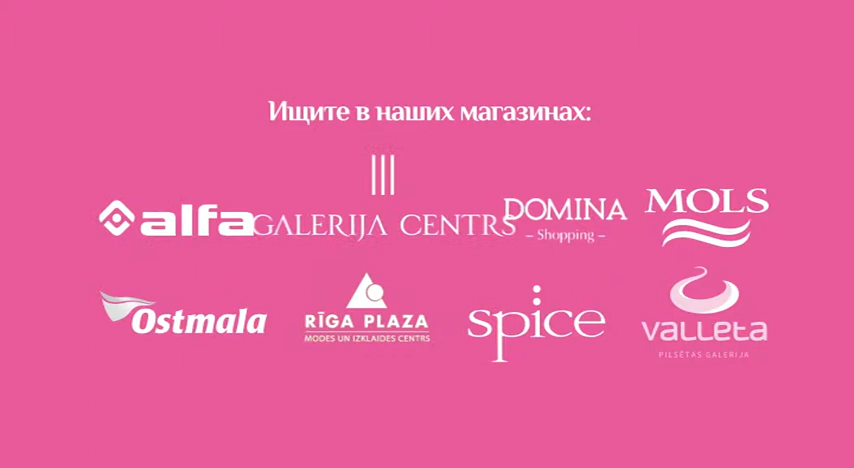 Ищите в наших магазинах:
alfa
GALERIJA CENTRS
DOMINA
– Shopping –
MOLS
Ostmala
RĪGA PLAZA
MODES UN IZKLAIDES CENTRS
spice
valleta
PILSĒTAS GALERIJA